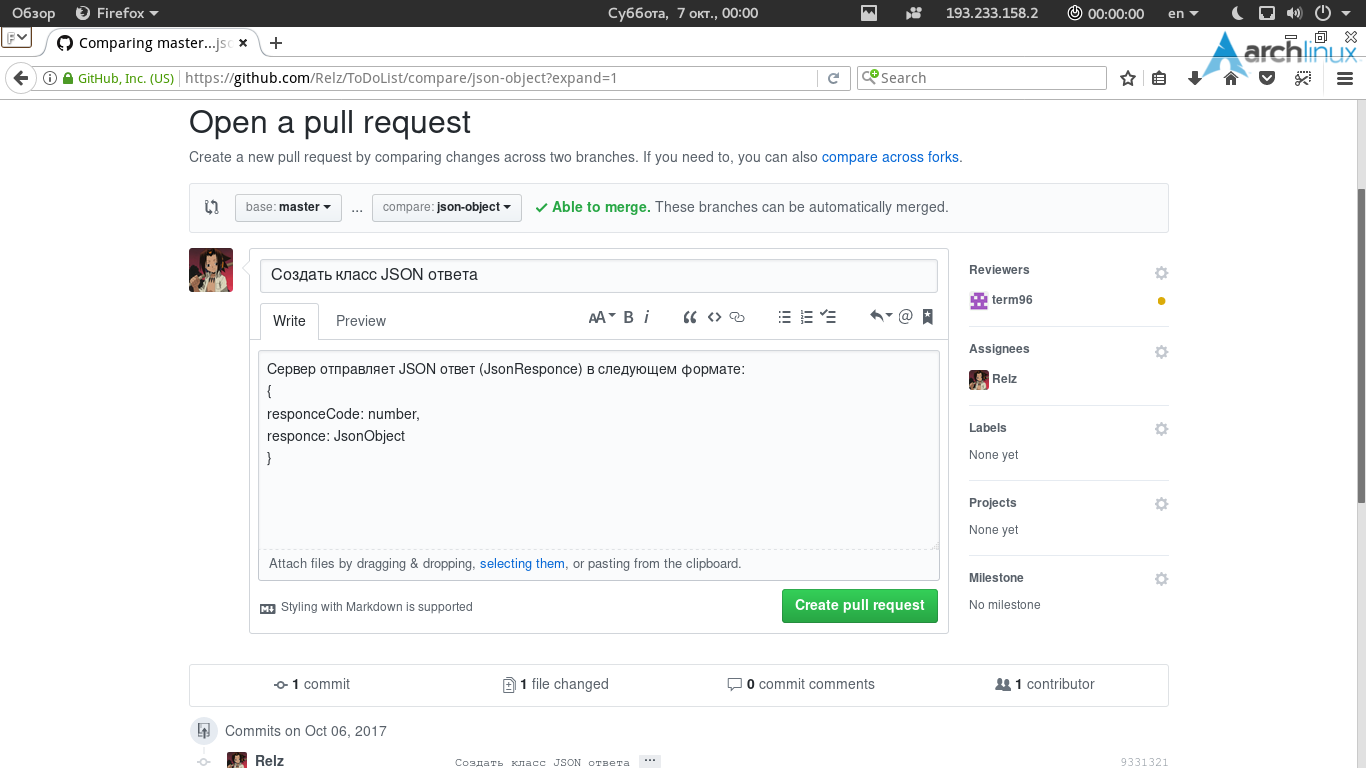 Обзор Firefox Суббота, 7 окт., 00:00 193.233.158.2 00:00:00 en
F Comparing master...jso
archlinux
GitHub, Inc. (US) https://github.com/Relz/ToDoList/compare/json-object?expand=1 Search
Open a pull request
Create a new pull request by comparing changes across two branches. If you need to, you can also compare across forks.
base: master ... compare: json-object Able to merge. These branches can be automatically merged.
Создать класс JSON ответа
Write Preview AA B i @
Сервер отправляет JSON ответ (JsonResponce) в следующем формате:
{
responceCode: number,
responce: JsonObject
}
Attach files by dragging & dropping, selecting them, or pasting from the clipboard.
Styling with Markdown is supported Create pull request
Reviewers
term96
Assignees
Relz
Labels
None yet
Projects
None yet
Milestone
No milestone
1 commit 1 file changed 0 commit comments 1 contributor
Commits on Oct 06, 2017
Relz Создать класс JSON ответа ... 9331321